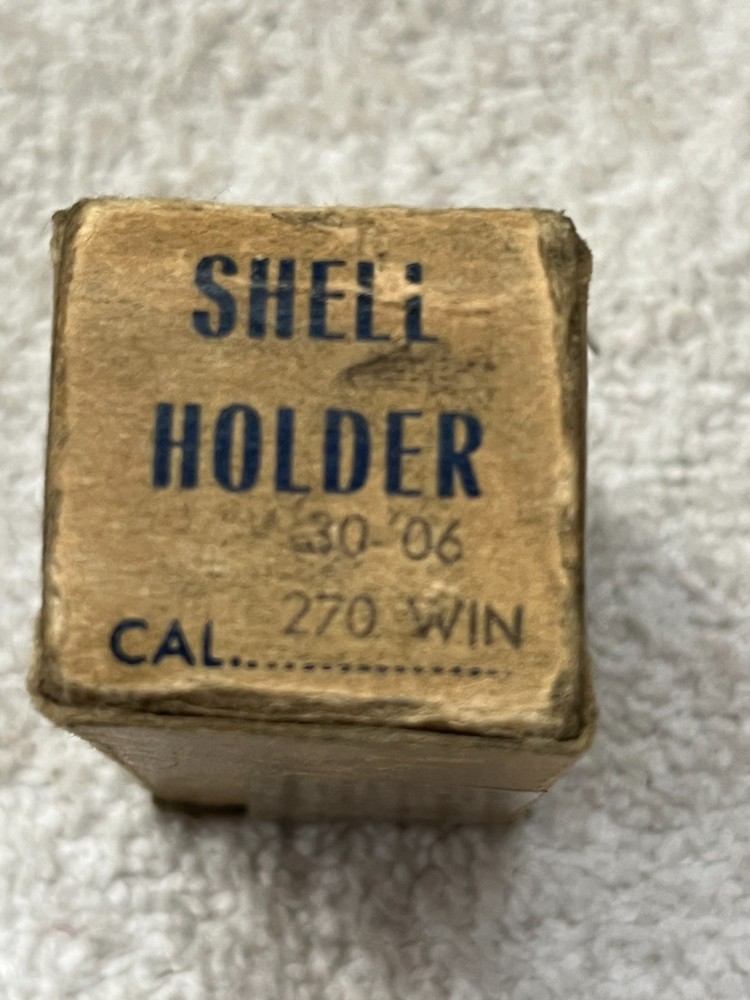 SHELL
HOLDER
30-'06
270 WIN
CAL.................